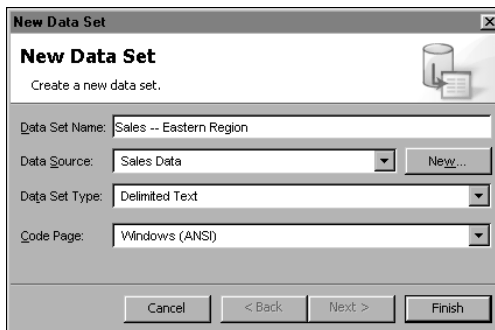 New Data Set
New Data Set
Create a new data set.
Data Set Name: Sales -- Eastern Region
Data Source: Sales Data New...
Data Set Type: Delimited Text
Code Page: Windows (ANSI)
Cancel < Back Next > Finish